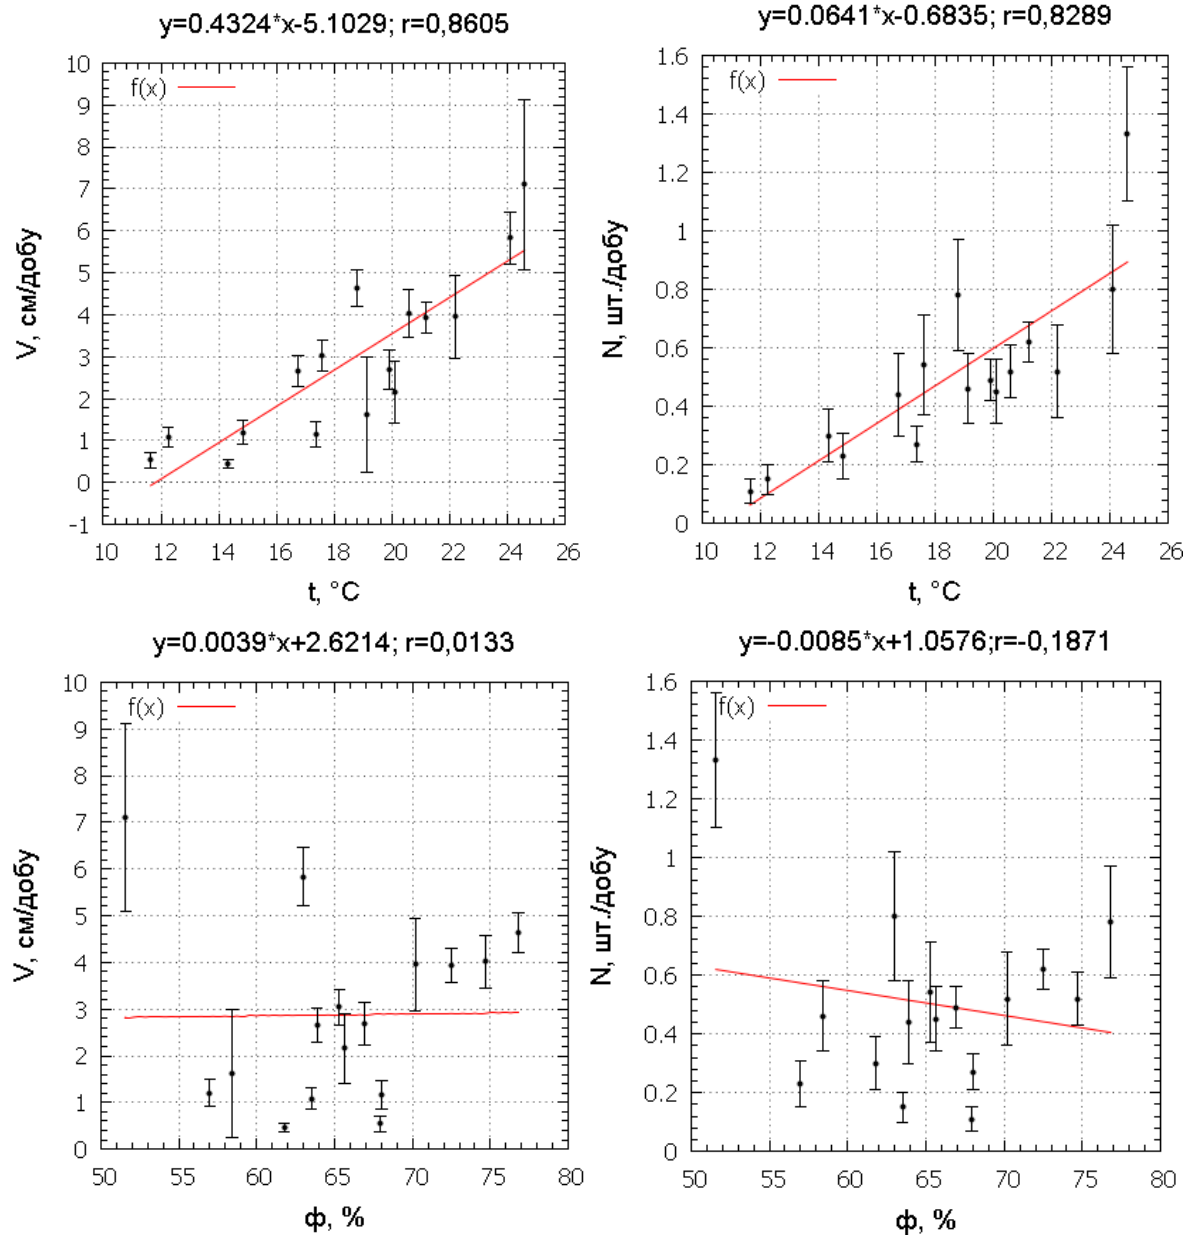 y=0.4324*x-5.1029; r=0,8605
y=0.0641*x-0.6835; r=0,8289
f(x)
10
9
8
7
6
5
4
3
2
1
0
-1
V, см/добу
10 12 14 16 18 20 22 24 26
t, °C
f(x)
1.6
1.4
1.2
1
0.8
0.6
0.4
0.2
0
N, шт./добу
10 12 14 16 18 20 22 24 26
t, °C
y=0.0039*x+2.6214; r=0,0133
y=-0.0085*x+1.0576;r=-0,1871
f(x)
10
9
8
7
6
5
4
3
2
1
0
V, см/добу
50 55 60 65 70 75 80
ф, %
f(x)
1.6
1.4
1.2
1
0.8
0.6
0.4
0.2
0
N, шт./добу
50 55 60 65 70 75 80
ф, %